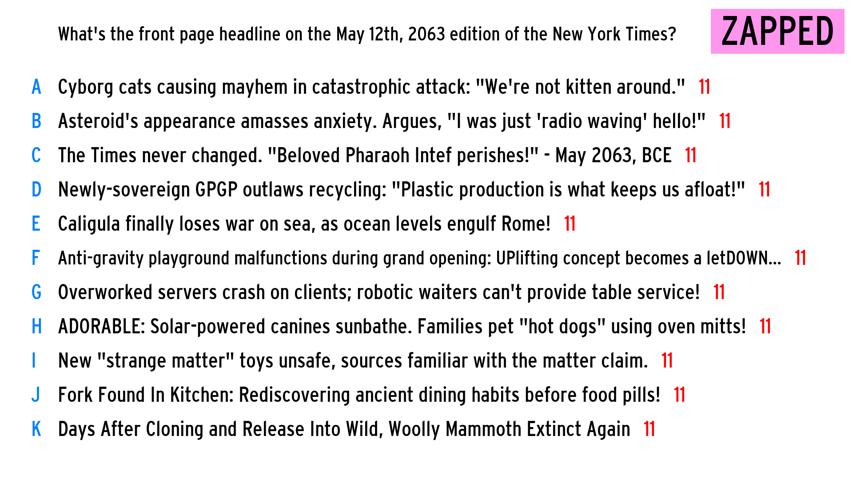 What's the front page headline on the May 12th, 2063 edition of the New York Times?
ZAPPED
A Cyborg cats causing mayhem in catastrophic attack: "We're not kitten around." 11
B Asteroid's appearance amasses anxiety. Argues, "I was just 'radio waving' hello!" 11
C The Times never changed. "Beloved Pharaoh Intef perishes!" - May 2063, BCE 11
D Newly-sovereign GPGP outlaws recycling: "Plastic production is what keeps us afloat!" 11
E Caligula finally loses war on sea, as ocean levels engulf Rome! 11
F Anti-gravity playground malfunctions during grand opening: UPlifting concept becomes a letDOWN... 11
G Overworked servers crash on clients; robotic waiters can't provide table service! 11
H ADORABLE: Solar-powered canines sunbathe. Families pet "hot dogs" using oven mitts! 11
I New "strange matter" toys unsafe, sources familiar with the matter claim. 11
J Fork Found In Kitchen: Rediscovering ancient dining habits before food pills! 11
K Days After Cloning and Release Into Wild, Woolly Mammoth Extinct Again 11